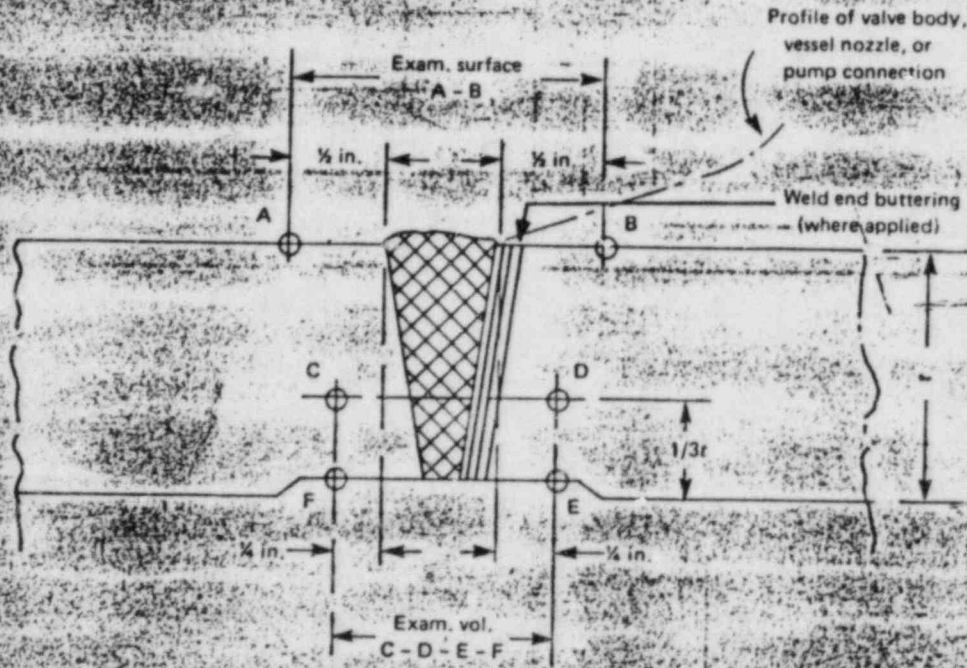 Profile of valve body,
vessel nozzle, or
pump connection
Exam. surface
A - B
½ in.
½ in.
A
B
Weld end buttering
(where applied)
C
D
t
1/3t
F
E
¼ in.
¼ in.
Exam. vol.
C - D - E - F